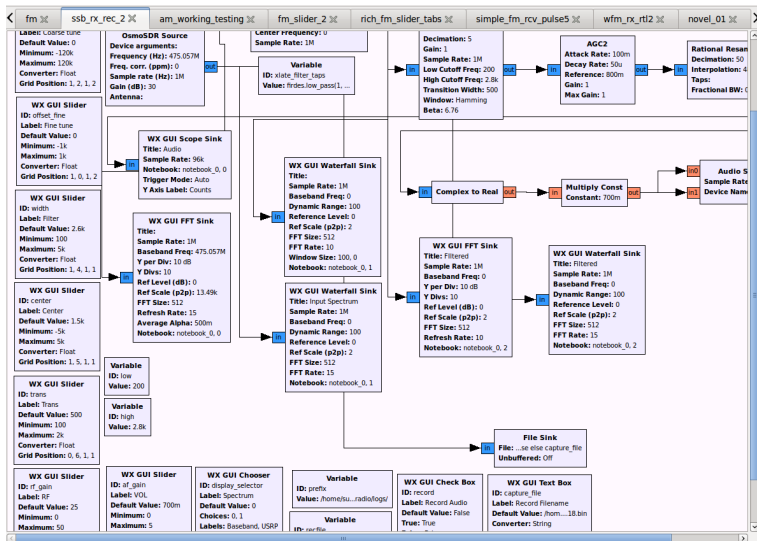 fm
ssb_rx_rec_2
am_working_testing
fm_slider_2
rich_fm_slider_tabs
simple_fm_rcv_pulse5
wfm_rx_rtl2
novel_01
Label: Coarse tune
Default Value: 0
Minimum: -120k
Maximum: 120k
Converter: Float
Grid Position: 1, 2, 1, 2
OsmoSDR Source
Device arguments:
Frequency (Hz): 475.057M
Freq. corr. (ppm): 0
Sample rate (Hz): 1M
Gain (dB): 30
Antenna:
out
Center Frequency: 0
Sample Rate: 1M
Variable
ID: xlate_filter_taps
Value: firdes.low_pass(1, ...
in
Decimation: 5
Gain: 1
Sample Rate: 1M
Low Cutoff Freq: 200
High Cutoff Freq: 2.8k
Transition Width: 500
Window: Hamming
Beta: 6.76
out
in
AGC2
Attack Rate: 100m
Decay Rate: 50u
Reference: 800m
Gain: 1
Max Gain: 1
out
in
Rational Resan
Decimation: 50
Interpolation: 4
Taps:
Fractional BW: 0
WX GUI Slider
ID: offset_fine
Label: Fine tune
Default Value: 0
Minimum: -1k
Maximum: 1k
Converter: Float
Grid Position: 1, 0, 1, 2
in
WX GUI Scope Sink
Title: Audio
Sample Rate: 96k
Notebook: notebook_0, 0
Trigger Mode: Auto
Y Axis Label: Counts
in
WX GUI Waterfall Sink
Title:
Sample Rate: 1M
Baseband Freq: 0
Dynamic Range: 100
Reference Level: 0
Ref Scale (p2p): 2
FFT Size: 512
FFT Rate: 10
Window Size: 100, 0
Notebook: notebook_0, 1
in
Complex to Real
out
in
Multiply Const
Constant: 700m
out
in0
in1
Audio S
Sample Rate
Device Name
WX GUI Slider
ID: width
Label: Filter
Default Value: 2.6k
Minimum: 100
Maximum: 5k
Converter: Float
Grid Position: 1, 4, 1, 1
in
WX GUI FFT Sink
Title:
Sample Rate: 1M
Baseband Freq: 475.057M
Y per Div: 10 dB
Y Divs: 10
Ref Level (dB): 0
Ref Scale (p2p): 13.49k
FFT Size: 512
Refresh Rate: 15
Average Alpha: 500m
Notebook: notebook_0, 0
in
WX GUI Waterfall Sink
Title: Input Spectrum
Sample Rate: 1M
Baseband Freq: 0
Dynamic Range: 100
Reference Level: 0
Ref Scale (p2p): 2
FFT Size: 512
FFT Rate: 15
Notebook: notebook_0, 1
in
WX GUI FFT Sink
Title: Flltered
Sample Rate: 1M
Baseband Freq: 0
Y per Div: 10 dB
Y Divs: 10
Ref Level (dB): 0
Ref Scale (p2p): 2
FFT Size: 512
Refresh Rate: 10
Notebook: notebook_0, 2
in
WX GUI Waterfall Sink
Title: Filtered
Sample Rate: 1M
Baseband Freq: 0
Dynamic Range: 100
Reference Level: 0
Ref Scale (p2p): 2
FFT Size: 512
FFT Rate: 15
Notebook: notebook_0, 2
WX GUI Slider
ID: center
Label: Center
Default Value: 1.5k
Minimum: -5k
Maximum: 5k
Converter: Float
Grid Position: 1, 5, 1, 1
Variable
ID: low
Value: 200
Variable
ID: high
Value: 2.8k
WX GUI Slider
ID: trans
Label: Trans
Default Value: 500
Minimum: 100
Maximum: 2k
Converter: Float
Grid Position: 0, 6, 1, 1
in
File Sink
File: ...se else capture_file
Unbuffered: Off
WX GUI Slider
ID: rf_gain
Label: RF
Default Value: 25
Minimum: 0
Maximum: 50
WX GUI Slider
ID: af_gain
Label: VOL
Default Value: 700m
Minimum: 0
Maximum: 5
WX GUI Chooser
ID: display_selector
Label: Spectrum
Default Value: 0
Choices: 0, 1
Labels: Baseband, USRP
Variable
ID: prefix
Value: /home/su...radio/logs/
Variable
ID: recfile
WX GUI Check Box
ID: record
Label: Record Audio
Default Value: False
True: True
WX GUI Text Box
ID: capture_file
Label: Record Filename
Default Value: /hom....18.bin
Converter: String